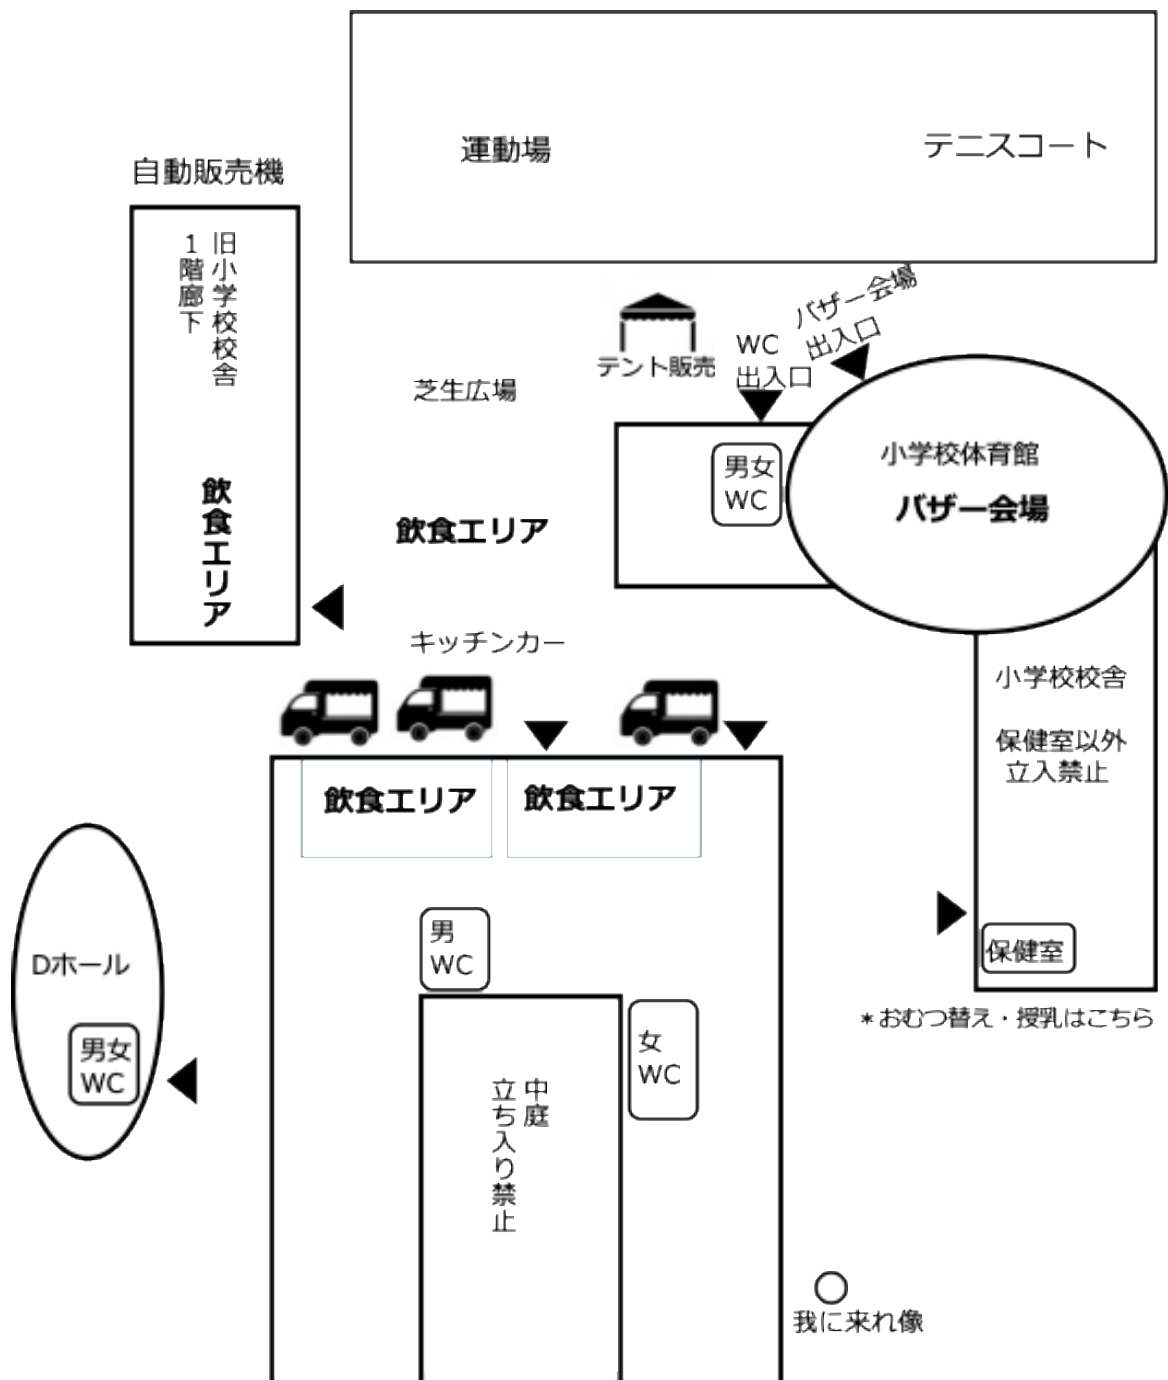 運動場
テニスコート
自動販売機
旧小学校校舎
1階廊下
飲食エリア
バザー会場
出入口
テント販売
WC
出入口
芝生広場
男女
WC
小学校体育館
バザー会場
飲食エリア
キッチンカー
小学校校舎
保健室以外
立入禁止
飲食エリア
飲食エリア
男
WC
保健室
Dホール
＊おむつ替え・授乳はこちら
男女
WC
女
WC
中庭
立ち入り禁止
我に来れ像